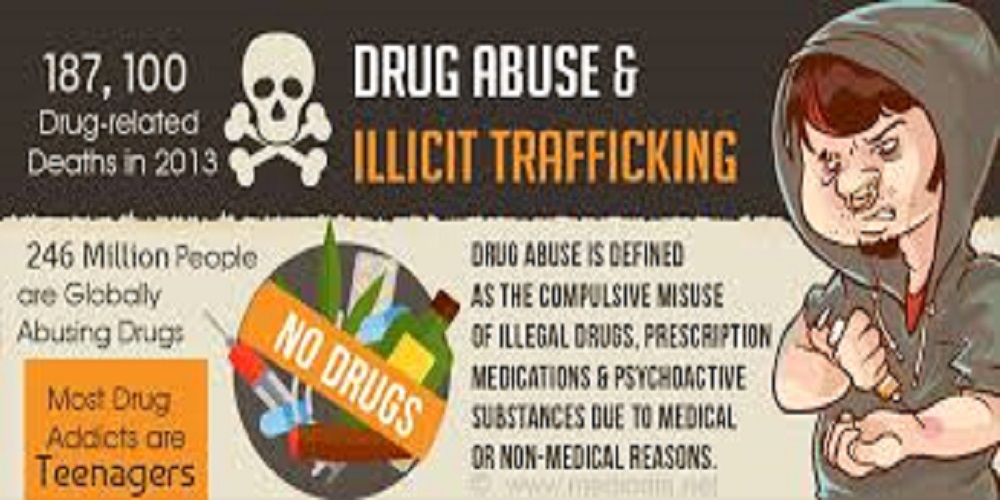 187, 100
Drug-related
Deaths in 2013
DRUG ABUSE &
ILLICIT TRAFFICKING
246 Million People
are Globally
Abusing Drugs
Most Drug
Addicts are
Teenagers
NO DRUGS
DRUG ABUSE IS DEFINED
AS THE COMPULSIVE MISUSE
OF ILLEGAL DRUGS, PRESCRIPTION
MEDICATIONS & PSYCHOACTIVE
SUBSTANCES DUE TO MEDICAL
OR NON-MEDICAL REASONS.